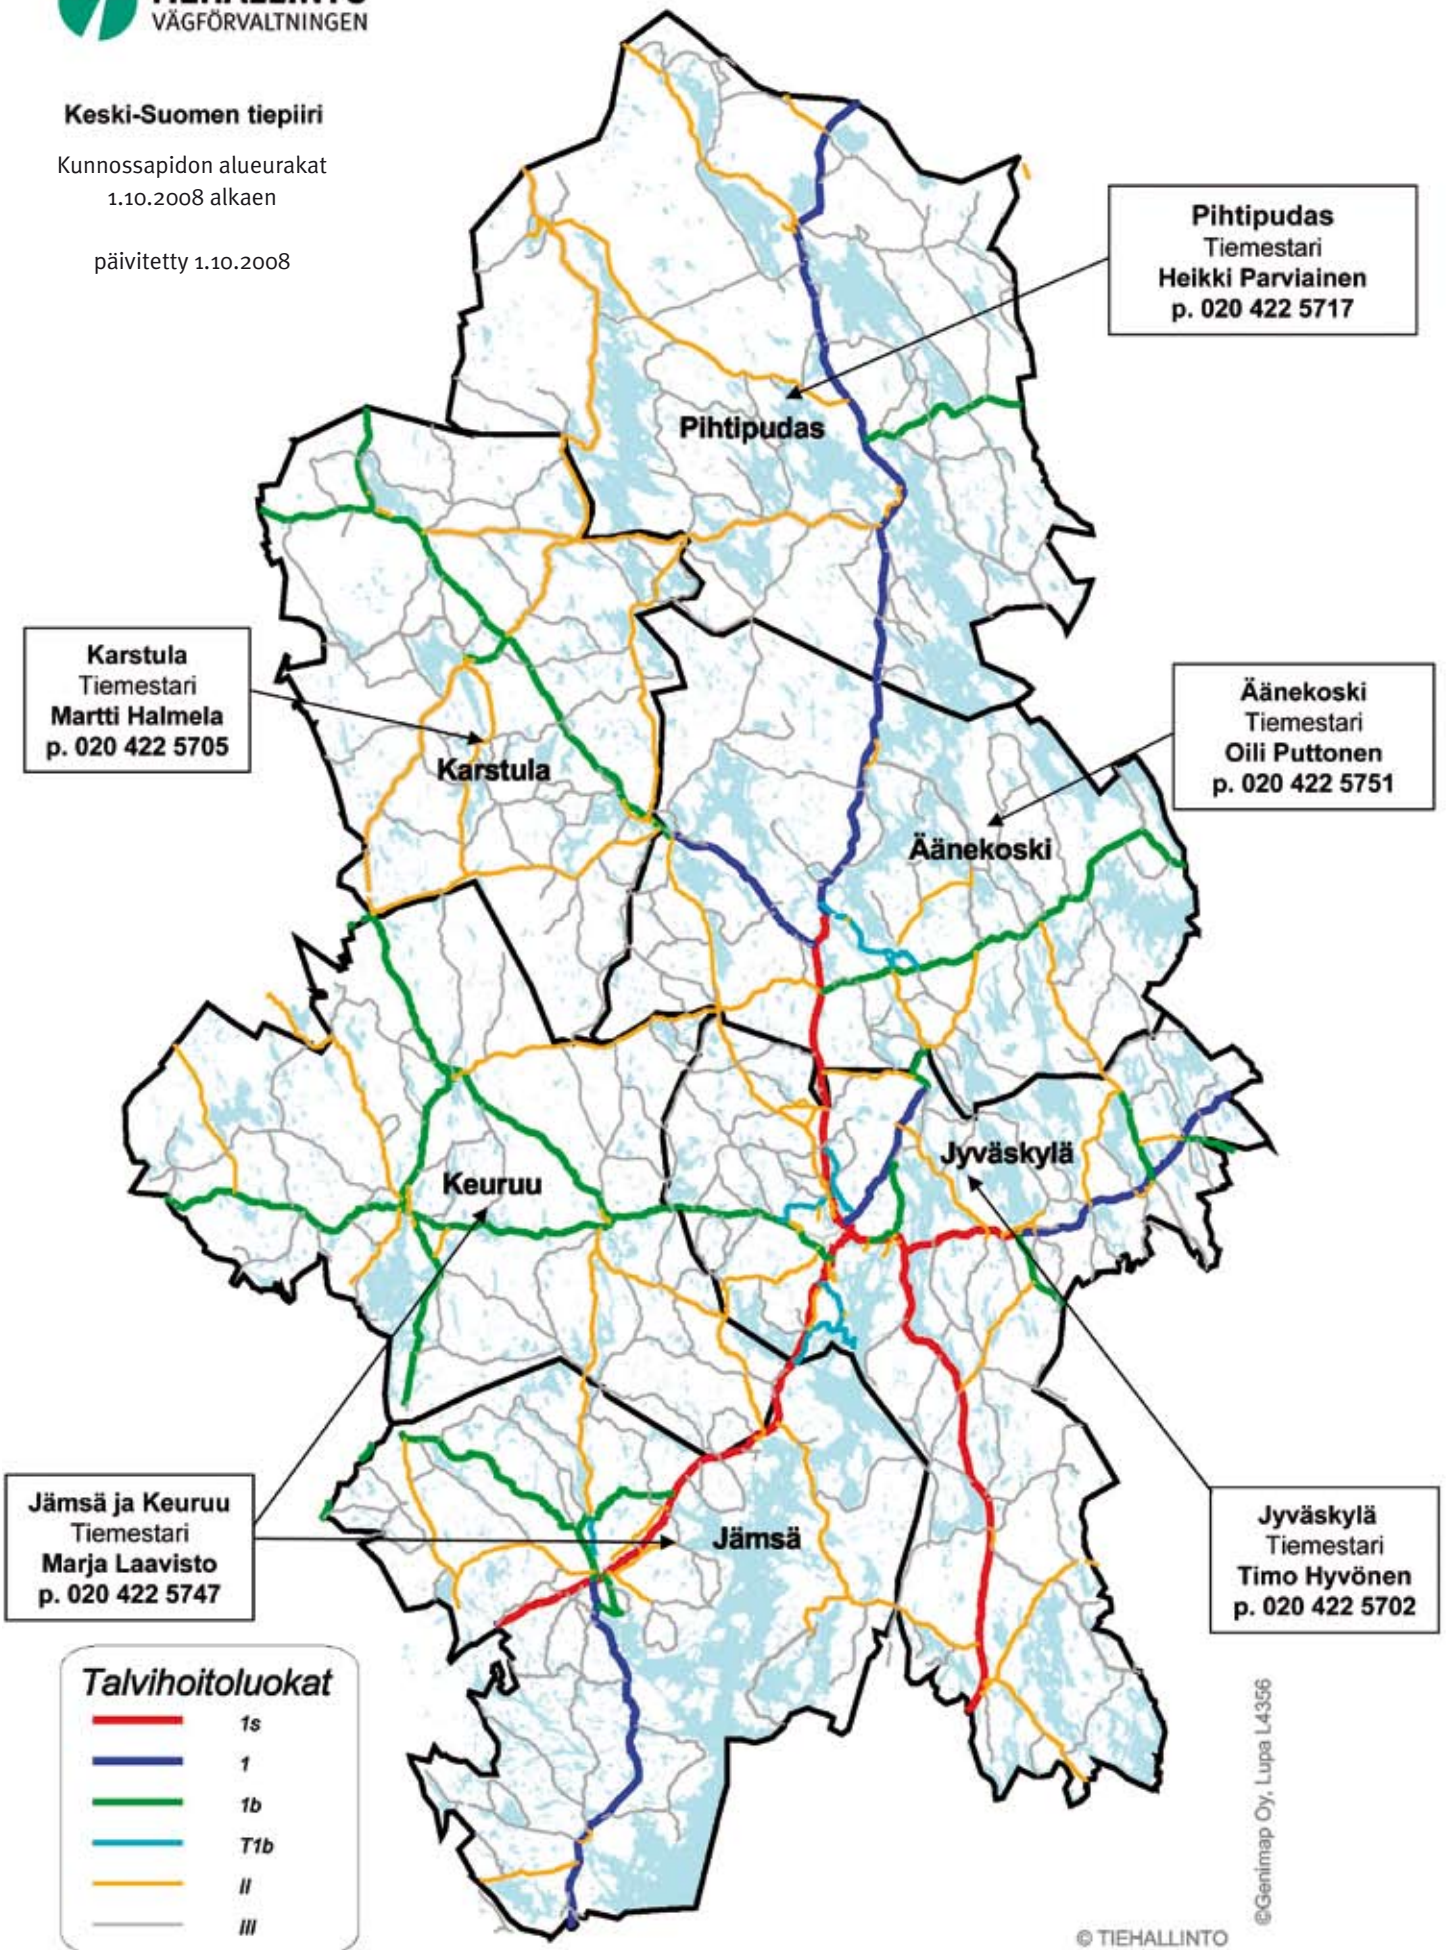 VÄGFÖRVALTNINGEN
Keski-Suomen tiepiiri
Kunnossapidon alueurakat
1.10.2008 alkaen
päivitetty 1.10.2008
Pihtipudas
Tiemestari
Heikki Parviainen
p. 020 422 5717
Pihtipudas
Karstula
Tiemestari
Martti Halmela
p. 020 422 5705
Karstula
Äänekoski
Tiemestari
Oili Puttonen
p. 020 422 5751
Äänekoski
Keuruu
Jyväskylä
Jämsä ja Keuruu
Tiemestari
Marja Laavisto
p. 020 422 5747
Jämsä
Jyväskylä
Tiemestari
Timo Hyvönen
p. 020 422 5702
Talvihoitoluokat
1s
1
1b
T1b
II
III
©Genimap Oy, Lupa L4356
© TIEHALLINTO